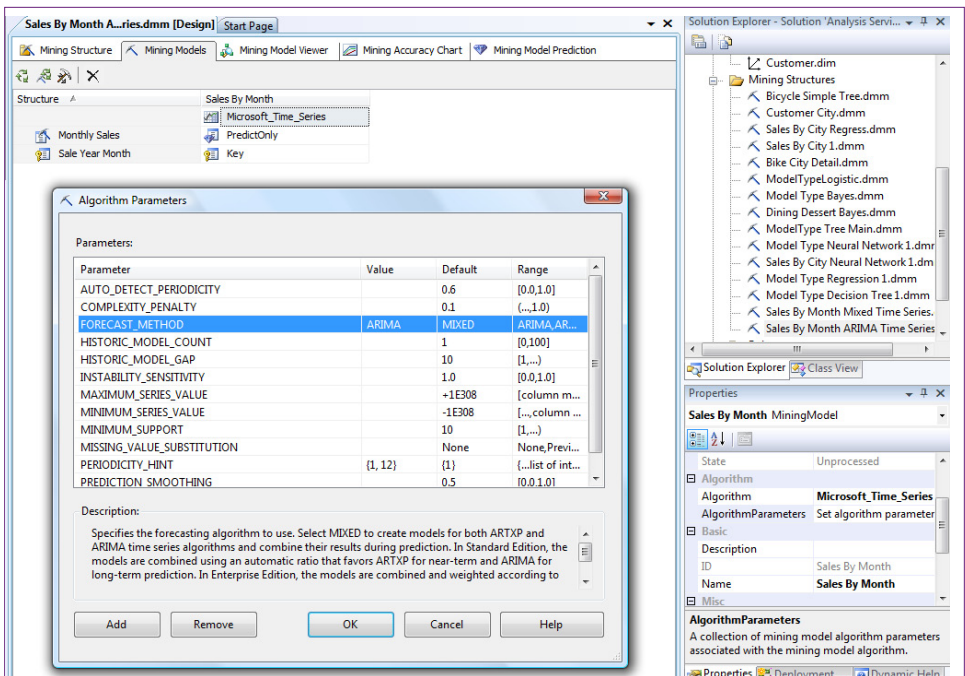 Sales By Month A...ries.dmm [Design] Start Page
Mining Structure Mining Models Mining Model Viewer Mining Accuracy Chart Mining Model Prediction
Structure Sales By Month
Microsoft_Time_Series
Monthly Sales PredictOnly
Sale Year Month Key
Algorithm Parameters
Parameters:
Parameter Value Default Range
AUTO_DETECT_PERIODICITY 0.6 [0.0,1.0]
COMPLEXITY_PENALTY 0.1 (...,1.0)
FORECAST_METHOD ARIMA MIXED ARIMA,AR...
HISTORIC_MODEL_COUNT 1 [0,100]
HISTORIC_MODEL_GAP 10 [1,...)
INSTABILITY_SENSITIVITY 1.0 [0.0,1.0]
MAXIMUM_SERIES_VALUE +1E308 [column m...
MINIMUM_SERIES_VALUE -1E308 [...,column ...
MINIMUM_SUPPORT 10 [1,...)
MISSING_VALUE_SUBSTITUTION None None,Previ...
PERIODICITY_HINT {1, 12} {1} {...list of int...
PREDICTION_SMOOTHING 0.5 [0.0,1.0]
Description:
Specifies the forecasting algorithm to use. Select MIXED to create models for both ARTXP and
ARIMA time series algorithms and combine their results during prediction. In Standard Edition, the
models are combined using an automatic ratio that favors ARTXP for near-term and ARIMA for
long-term prediction. In Enterprise Edition, the models are combined and weighted according to
Add Remove OK Cancel Help
Solution Explorer - Solution 'Analysis Servi...
Customer.dim
Mining Structures
Bicycle Simple Tree.dmm
Customer City.dmm
Sales By City Regress.dmm
Sales By City 1.dmm
Bike City Detail.dmm
ModelTypeLogistic.dmm
Model Type Bayes.dmm
Dining Dessert Bayes.dmm
ModelType Tree Main.dmm
Model Type Neural Network 1.dmr
Sales By City Neural Network 1.dm
Model Type Regression 1.dmm
Model Type Decision Tree 1.dmm
Sales By Month Mixed Time Series.
Sales By Month ARIMA Time Series
Solution Explorer Class View
Properties
Sales By Month MiningModel
State Unprocessed
Algorithm
Algorithm Microsoft_Time_Series
AlgorithmParameters Set algorithm parameter
Basic
Description
ID Sales By Month
Name Sales By Month
Misc
AlgorithmParameters
A collection of mining model algorithm parameters
associated with the mining model algorithm.
Properties Deployment Dynamic Help